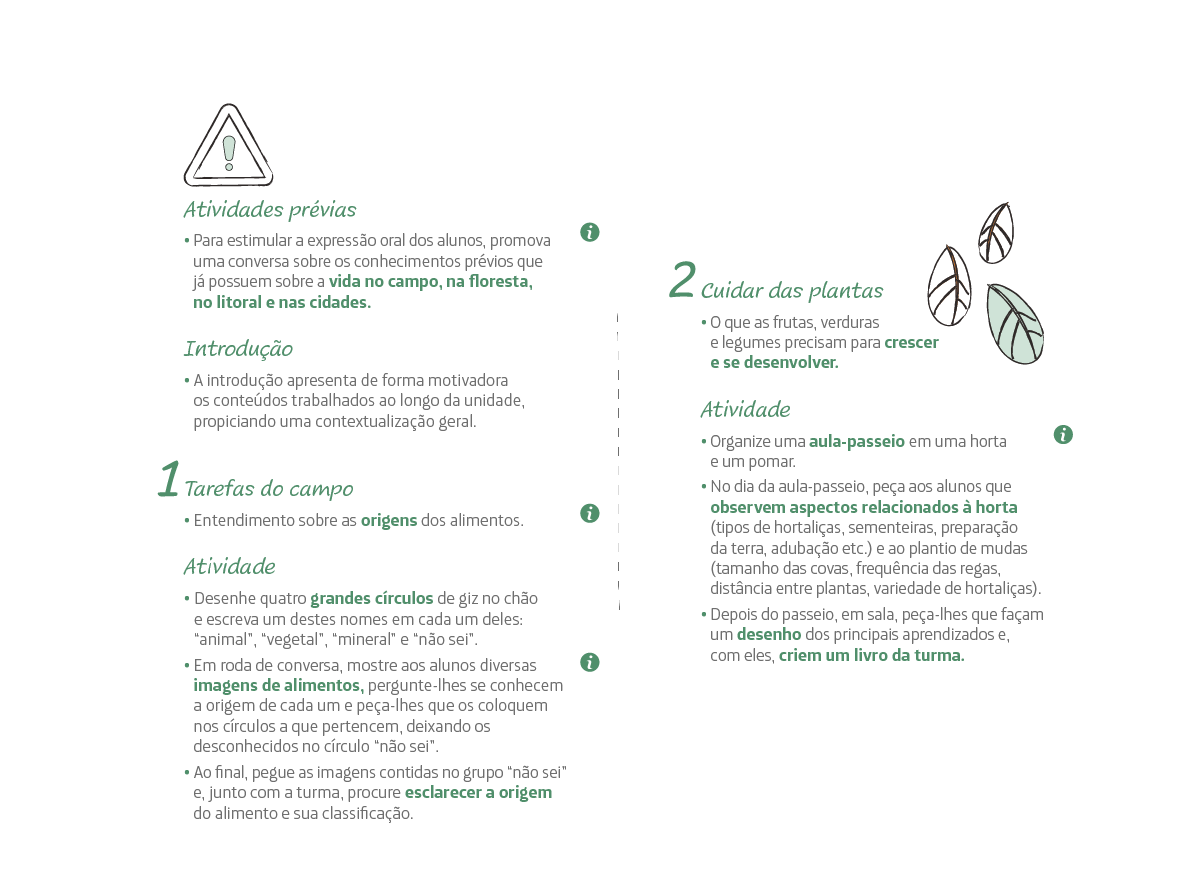 Atividades prévias
• Para estimular a expressão oral dos alunos, promova
uma conversa sobre os conhecimentos prévios que
já possuem sobre a vida no campo, na floresta,
no litoral e nas cidades.
Introdução
• A introdução apresenta de forma motivadora
os conteúdos trabalhados ao longo da unidade,
propiciando uma contextualização geral.
1 Tarefas do campo
• Entendimento sobre as origens dos alimentos.
Atividade
• Desenhe quatro grandes círculos de giz no chão
e escreva um destes nomes em cada um deles:
“animal”, “vegetal”, “mineral” e “não sei”.
• Em roda de conversa, mostre aos alunos diversas
imagens de alimentos, pergunte-lhes se conhecem
a origem de cada um e peça-lhes que os coloquem
nos círculos a que pertencem, deixando os
desconhecidos no círculo “não sei”.
• Ao final, pegue as imagens contidas no grupo “não sei”
e, junto com a turma, procure esclarecer a origem
do alimento e sua classificação.
2 Cuidar das plantas
• O que as frutas, verduras
e legumes precisam para crescer
e se desenvolver.
Atividade
• Organize uma aula-passeio em uma horta
e um pomar.
• No dia da aula-passeio, peça aos alunos que
observem aspectos relacionados à horta
(tipos de hortaliças, sementeiras, preparação
da terra, adubação etc.) e ao plantio de mudas
(tamanho das covas, frequência das regas,
distância entre plantas, variedade de hortaliças).
• Depois do passeio, em sala, peça-lhes que façam
um desenho dos principais aprendizados e,
com eles, criem um livro da turma.